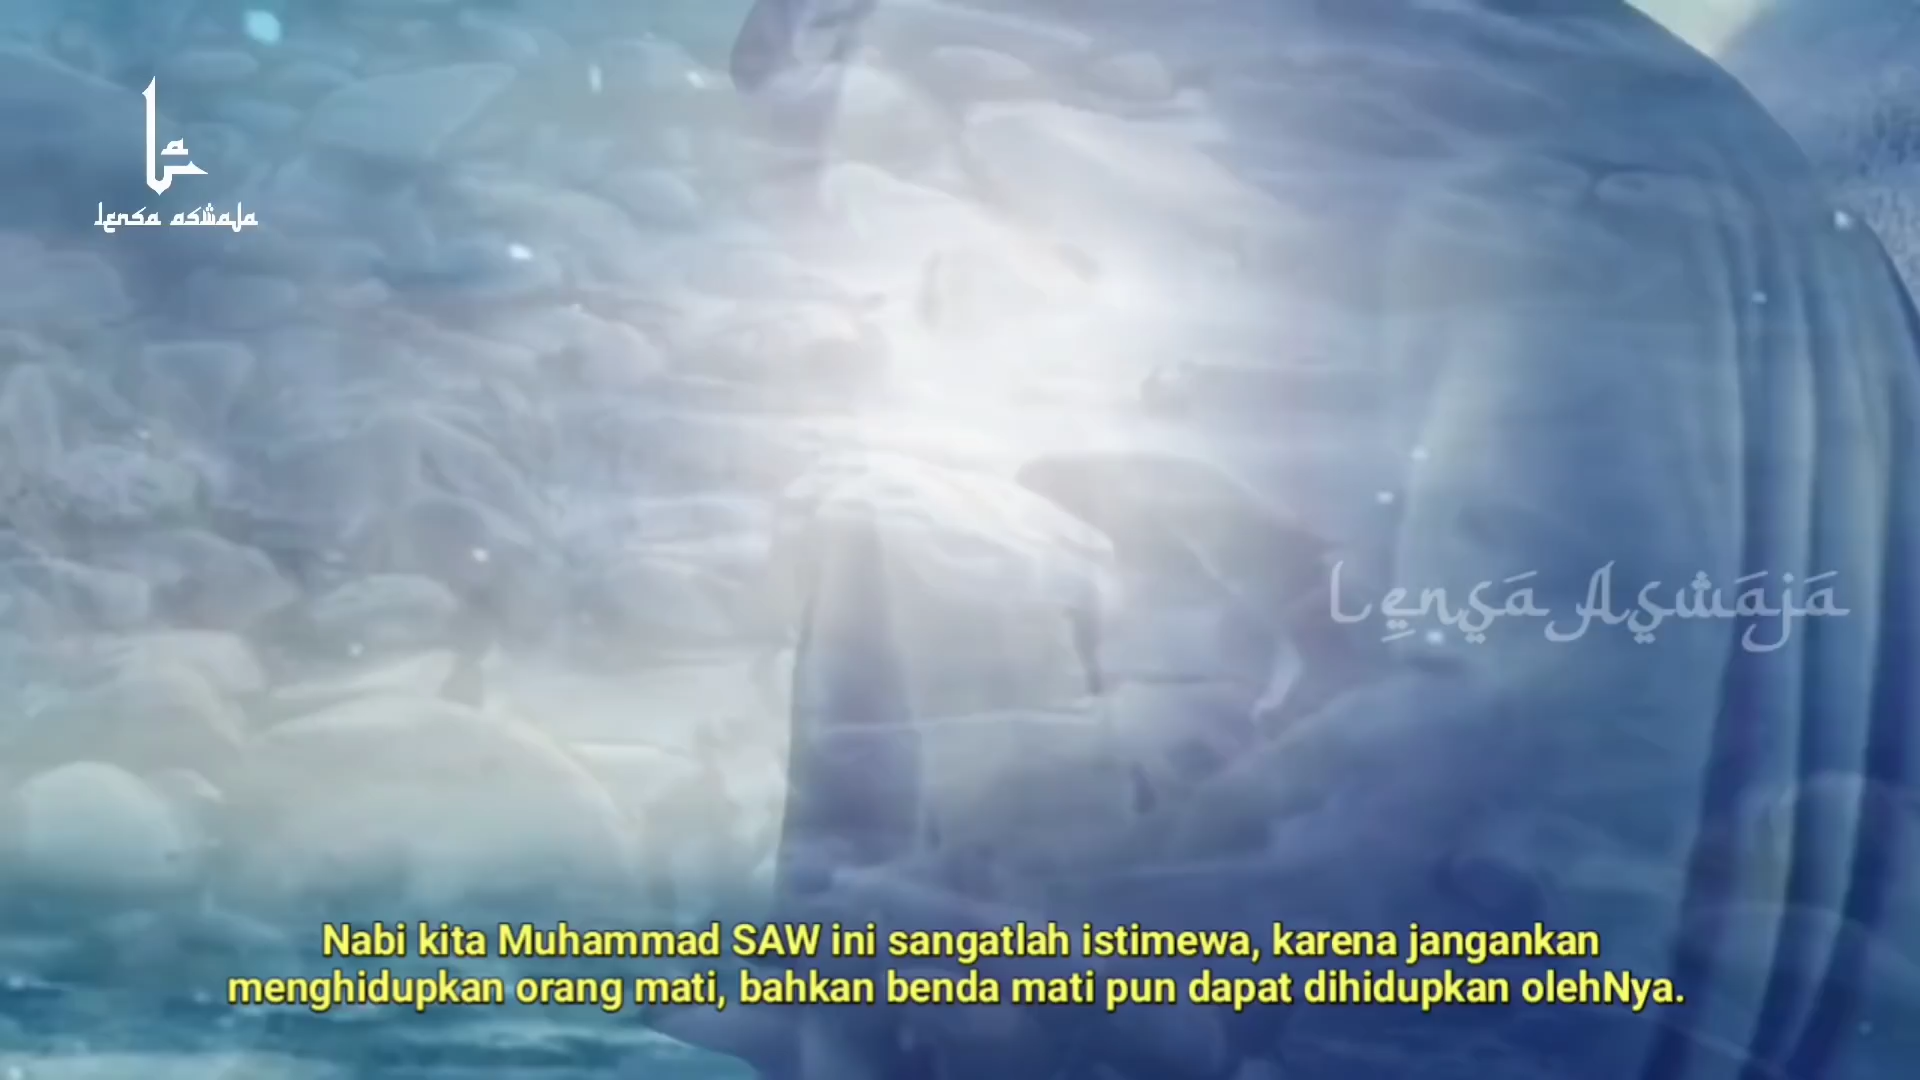 lensa aswaja
Lensa Aswaja
Nabi kita Muhammad SAW ini sangatlah istimewa, karena jangankan
menghidupkan orang mati, bahkan benda mati pun dapat dihidupkan olehNya.